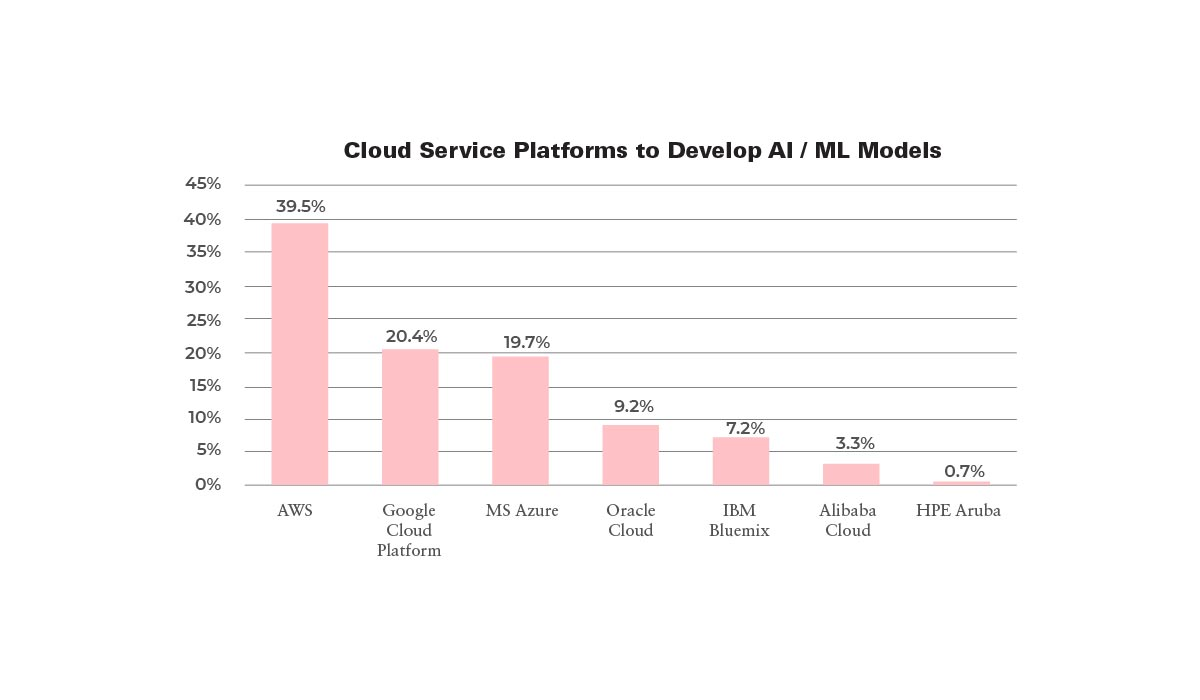 Cloud Service Platforms to Develop AI / ML Models
45%
40%
35%
30%
25%
20%
15%
10%
5%
0%
39.5%
20.4%
19.7%
9.2%
7.2%
3.3%
0.7%
AWS
Google
Cloud
Platform
MS Azure
Oracle
Cloud
IBM
Bluemix
Alibaba
Cloud
HPE Aruba